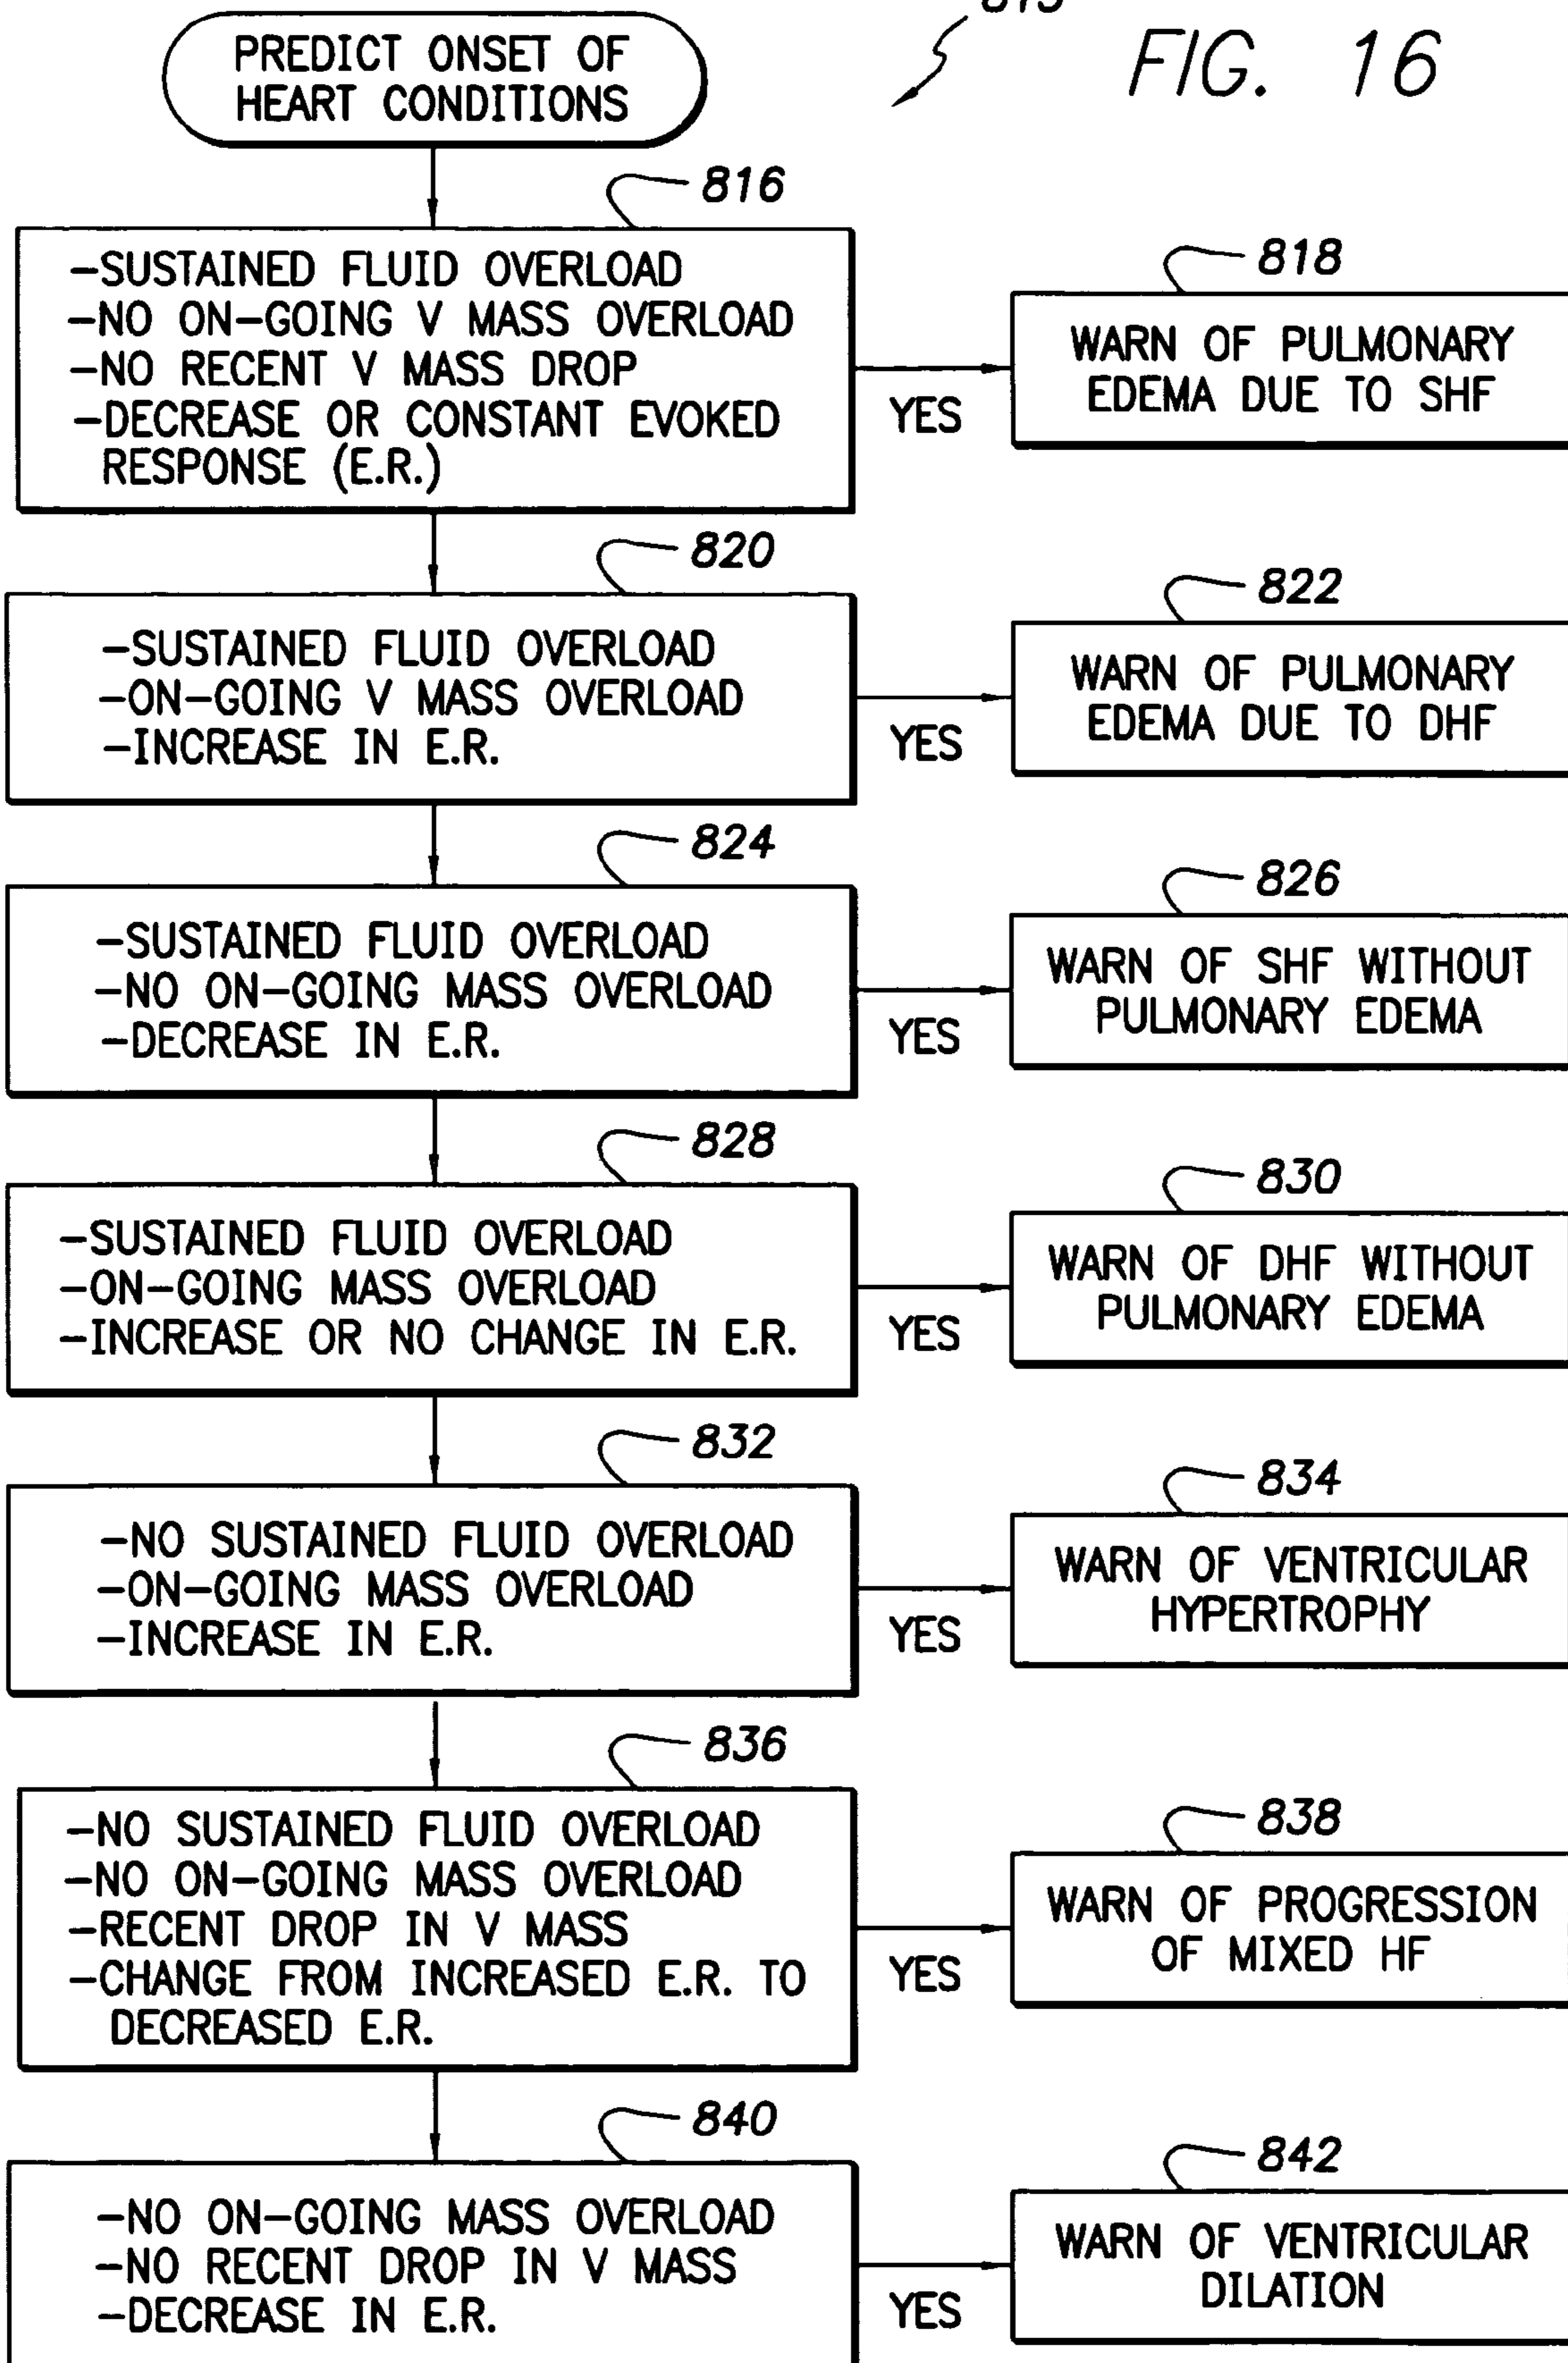 FIG. 16
PREDICT ONSET OF
HEART CONDITIONS
816
-SUSTAINED FLUID OVERLOAD
-NO ON-GOING V MASS OVERLOAD
-NO RECENT V MASS DROP
-DECREASE OR CONSTANT EVOKED
RESPONSE (E.R.)
YES
818
WARN OF PULMONARY
EDEMA DUE TO SHF
820
-SUSTAINED FLUID OVERLOAD
-ON-GOING V MASS OVERLOAD
-INCREASE IN E.R.
YES
822
WARN OF PULMONARY
EDEMA DUE TO DHF
824
-SUSTAINED FLUID OVERLOAD
-NO ON-GOING MASS OVERLOAD
-DECREASE IN E.R.
YES
826
WARN OF SHF WITHOUT
PULMONARY EDEMA
828
-SUSTAINED FLUID OVERLOAD
-ON-GOING MASS OVERLOAD
-INCREASE OR NO CHANGE IN E.R.
YES
830
WARN OF DHF WITHOUT
PULMONARY EDEMA
832
-NO SUSTAINED FLUID OVERLOAD
-ON-GOING MASS OVERLOAD
-INCREASE IN E.R.
YES
834
WARN OF VENTRICULAR
HYPERTROPHY
836
-NO SUSTAINED FLUID OVERLOAD
-NO ON-GOING MASS OVERLOAD
-RECENT DROP IN V MASS
-CHANGE FROM INCREASED E.R. TO
DECREASED E.R.
YES
838
WARN OF PROGRESSION
OF MIXED HF
840
-NO ON-GOING MASS OVERLOAD
-NO RECENT DROP IN V MASS
-DECREASE IN E.R.
YES
842
WARN OF VENTRICULAR
DILATION